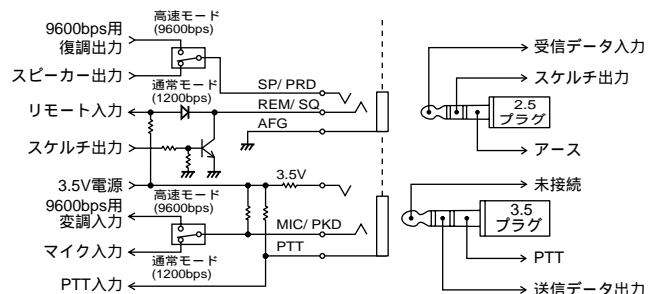 9600bps用
復調出力
高速モード
(9600bps)
スピーカー出力
通常モード
(1200bps)
SP/ PRD
リモート入力
REM/ SQ
AFG
スケルチ出力
3.5V電源
3.5V
9600bps用
変調入力
高速モード
(9600bps)
MIC/ PKD
マイク入力
通常モード
(1200bps)
PTT
PTT入力
受信データ入力
スケルチ出力
2.5
プラグ
アース
未接続
3.5
プラグ
PTT
送信データ出力